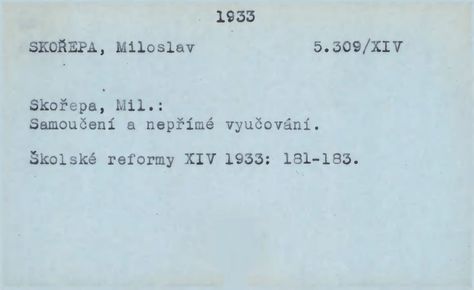 1933
SKOŘEPA, Miloslav 5.309/XIV
Skořepa, Mil.:
Samoučení a nepřímé vyučování.
Školské reformy XIV 1933: 181-183.